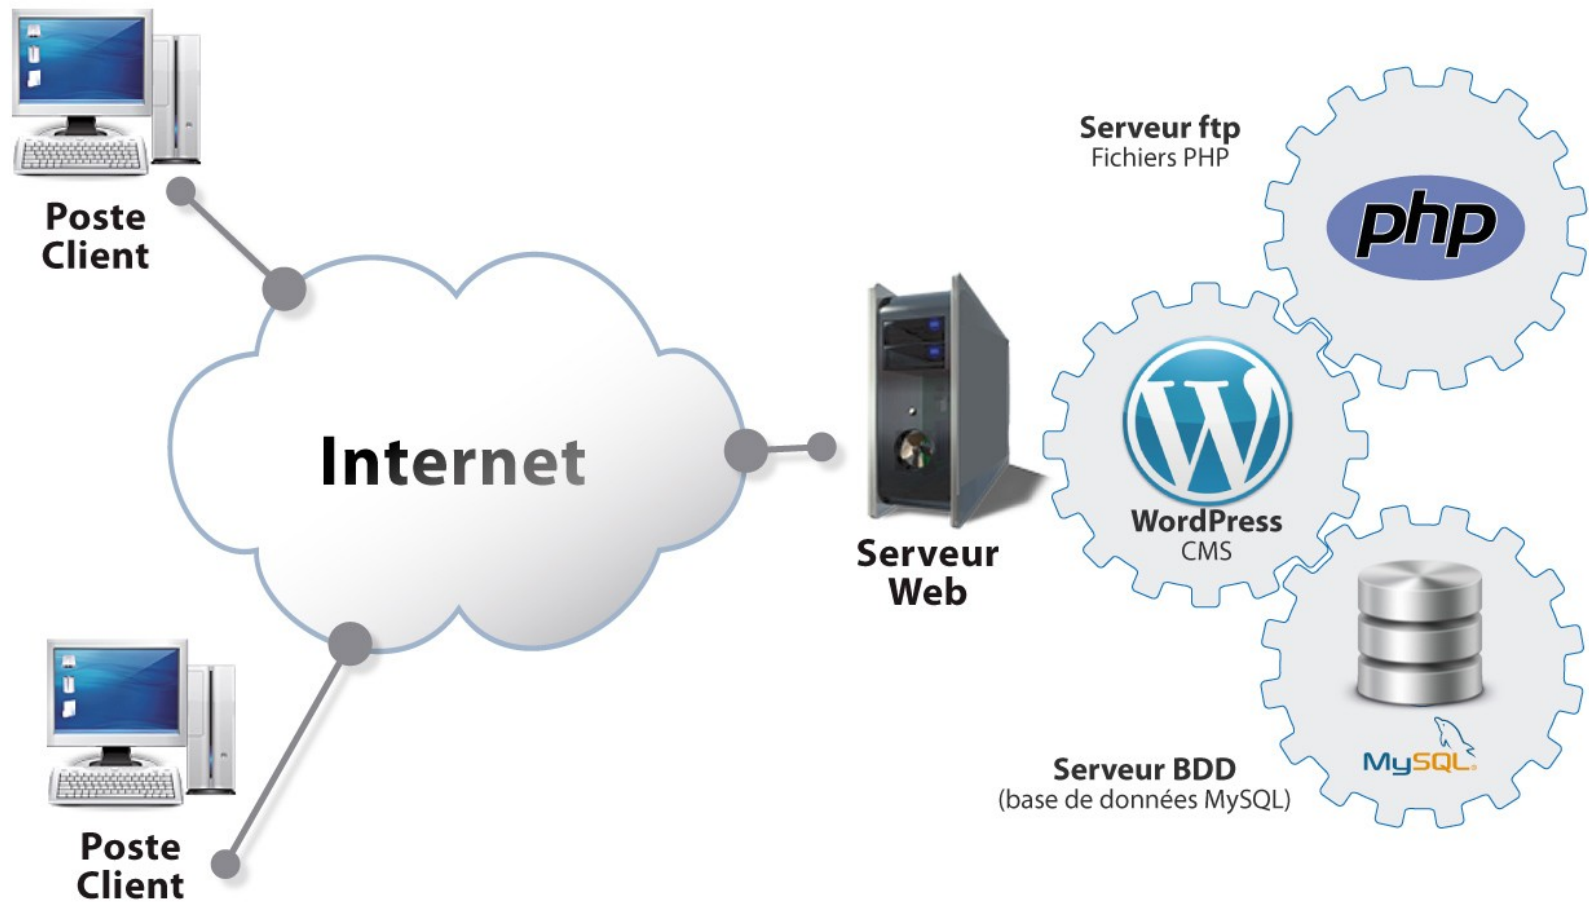 Poste
Client
Serveur ftp
Fichiers PHP
php
Internet
Serveur
Web
WordPress
CMS
Serveur BDD
(base de données MySQL)
MySQL
Poste
Client